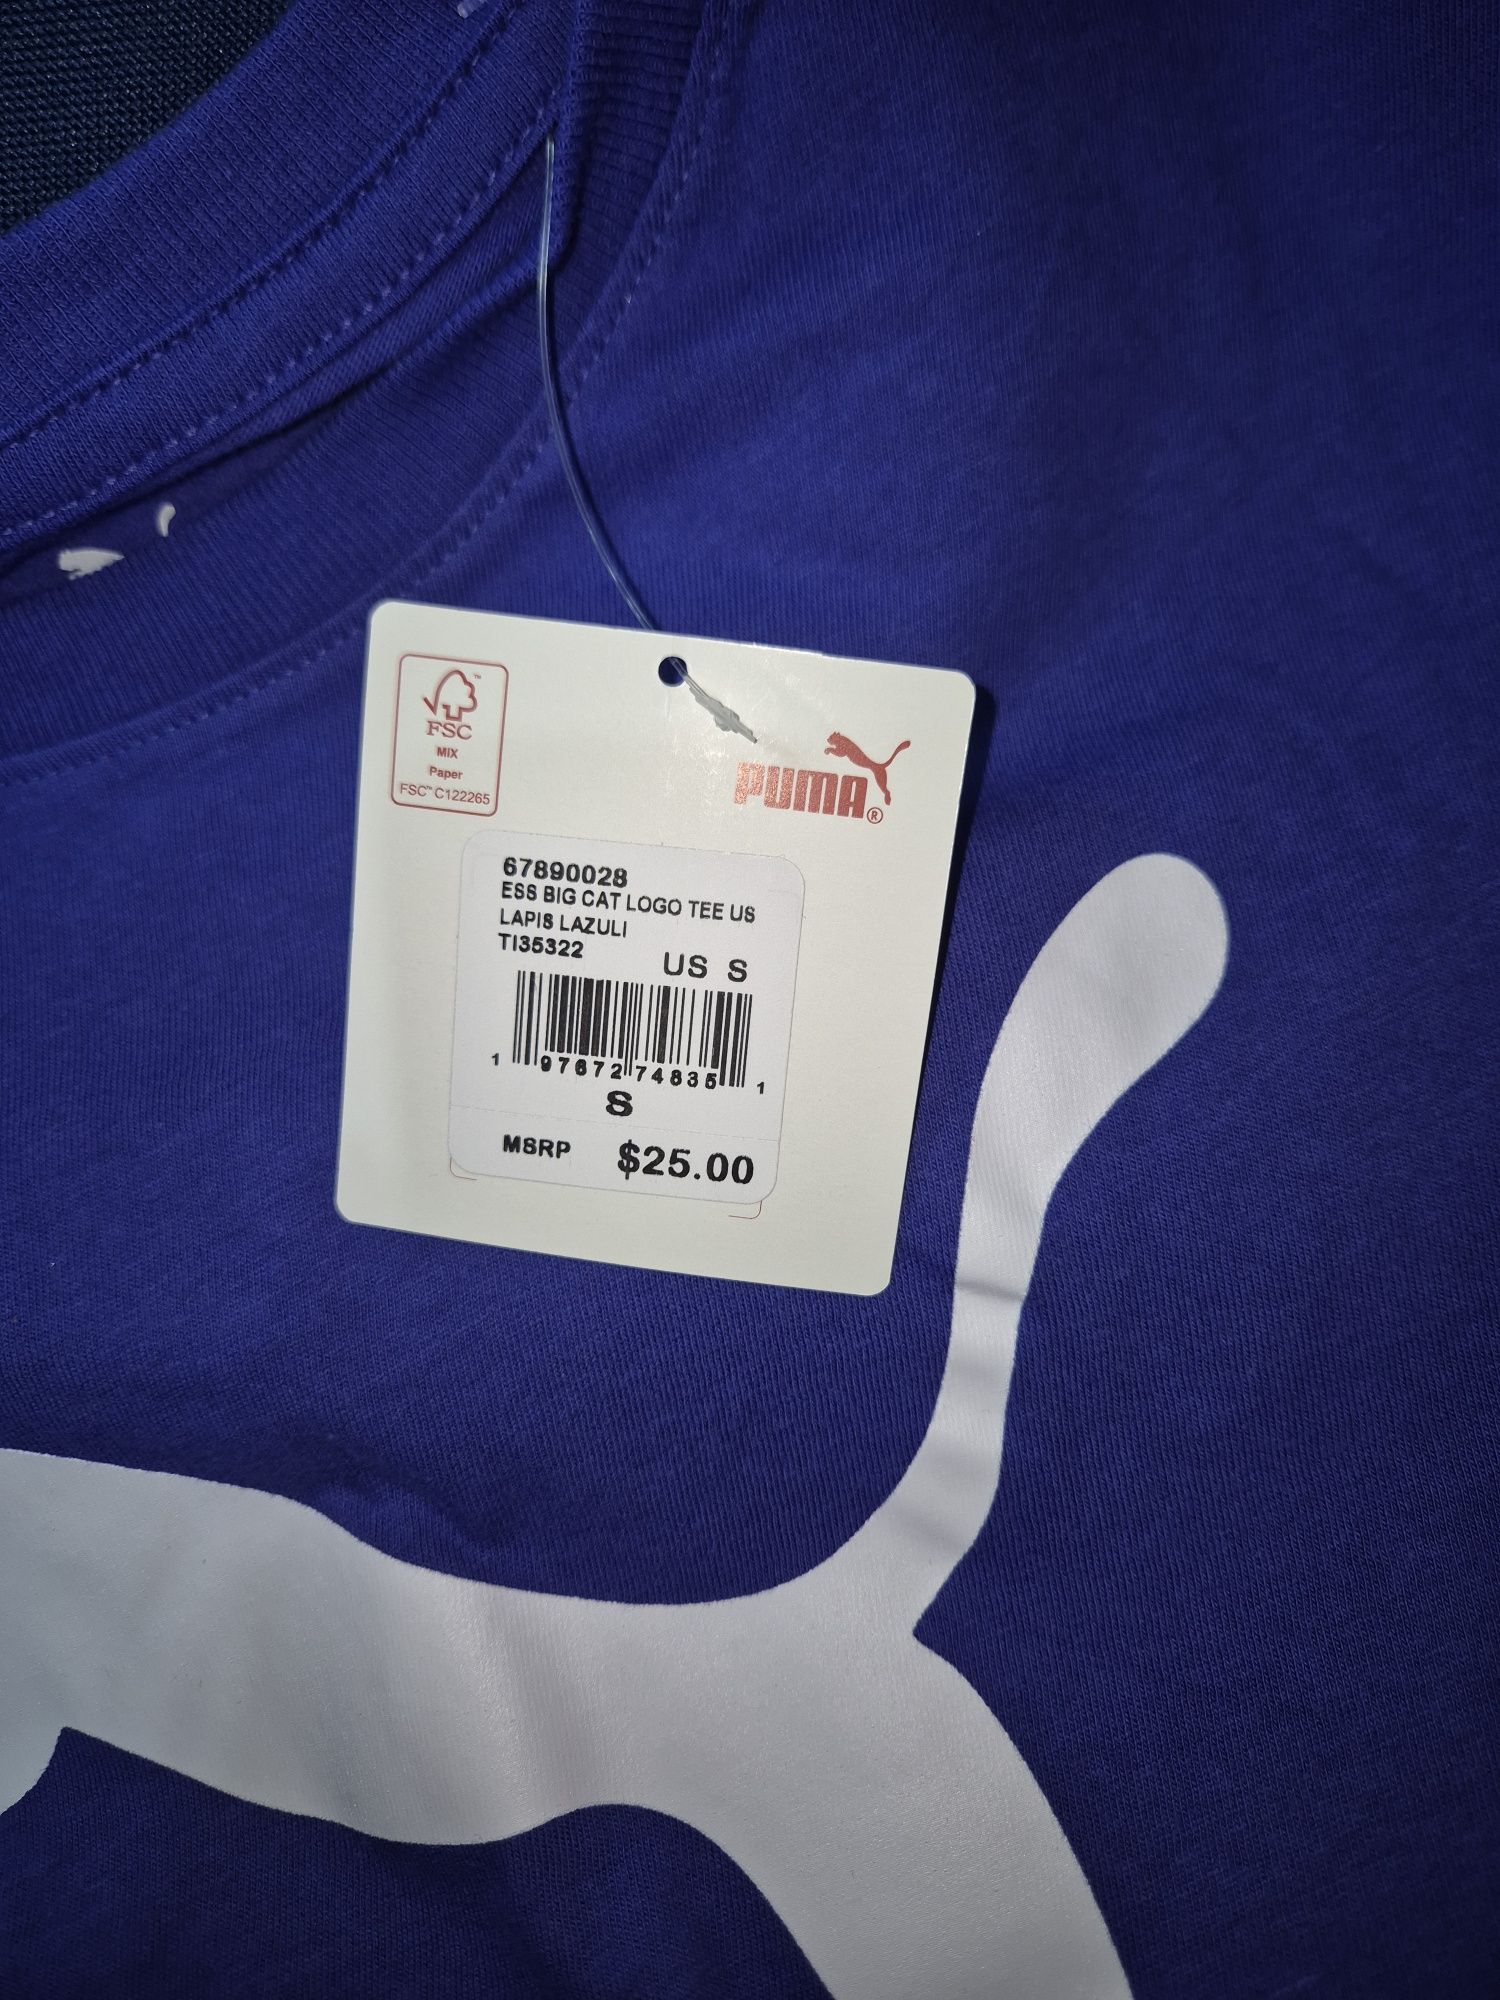 FSC™
MIX
Paper
FSC™ C122265
PUMA®
67890028
ESS BIG CAT LOGO TEE US
LAPIS LAZULI
TI35322
US S
1 97672 74835 1
S
MSRP $25.00